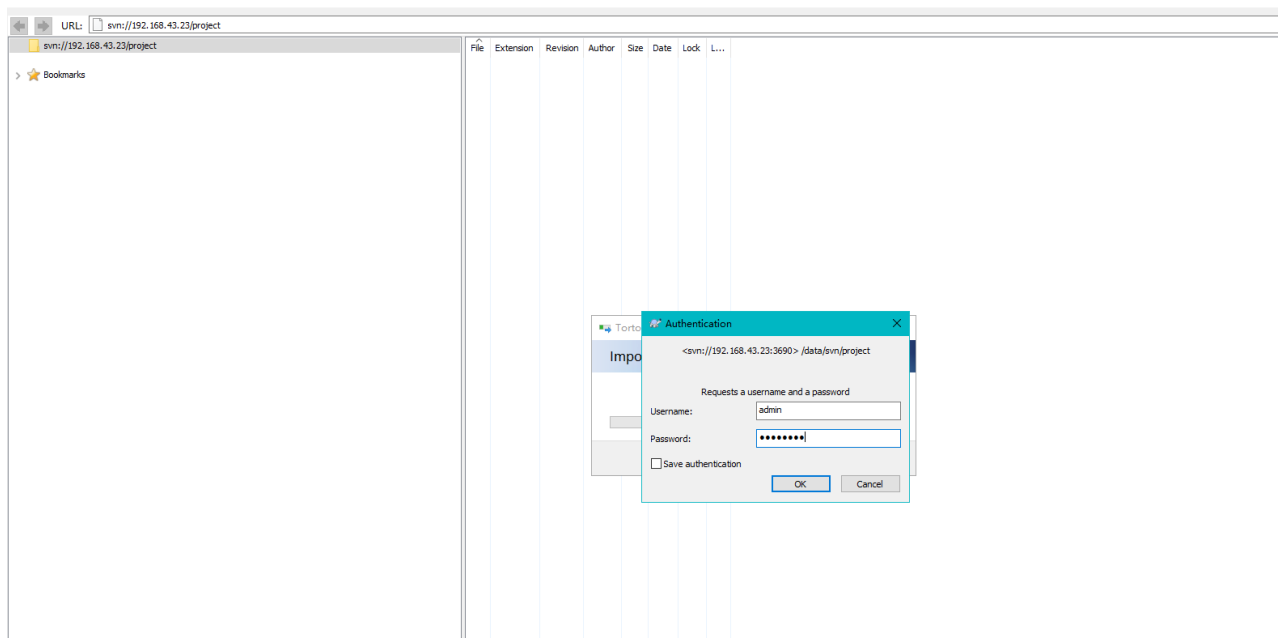 URL: svn://192.168.43.23/project
svn://192.168.43.23/project
Bookmarks
File Extension Revision Author Size Date Lock L...
Torto
Impo
Authentication
<svn://192.168.43.23:3690> /data/svn/project
Requests a username and a password
Username: admin
Password: ••••••••
Save authentication
OK Cancel